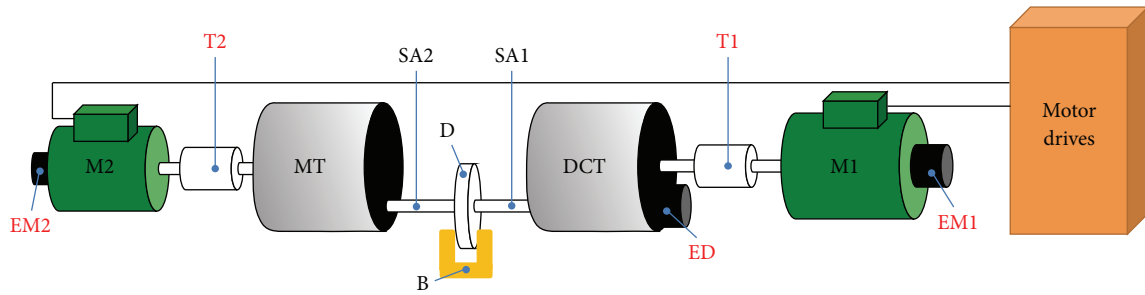 T2
SA2
SA1
T1
D
M2
MT
DCT
M1
Motor
drives
EM2
B
ED
EM1